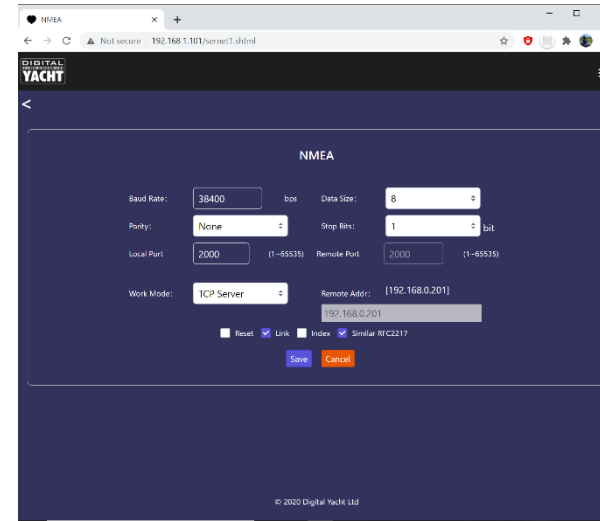 NMEA
Not secure 192.168.1.101/sernet1.shtml
DIGITAL
YACHT
<
NMEA
Baud Rate: 38400 bps Data Size: 8
Parity: None Stop Bits: 1 bit
Local Port 2000 (1~65535) Remote Port 2000 (1~65535)
Work Mode: TCP Server Remote Addr: [192.168.0.201]
192.168.0.201
Reset Link Index Similar RFC2217
Save Cancel
© 2020 Digital Yacht Ltd